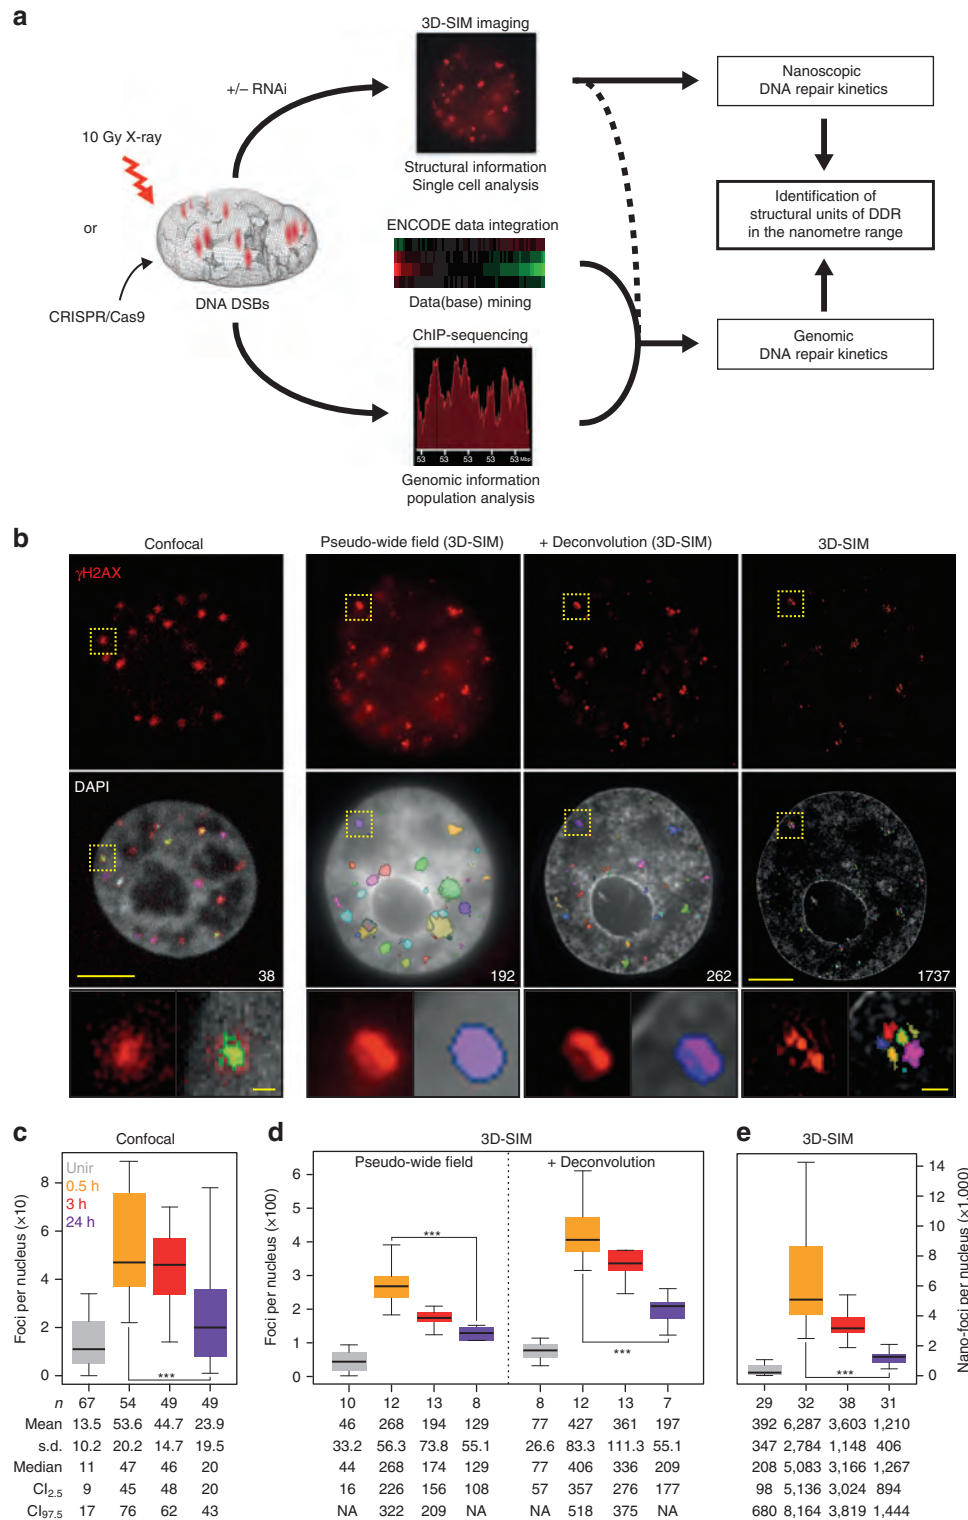 a
3D-SIM imaging
+/– RNAi
10 Gy X-ray
or
CRISPR/Cas9
DNA DSBs
Structural information
Single cell analysis
ENCODE data integration
Data(base) mining
ChIP-sequencing
53 53 53 53 53 Mbp
Genomic information
population analysis
Nanoscopic
DNA repair kinetics
Identification of
structural units of DDR
in the nanometre range
Genomic
DNA repair kinetics
b
Confocal
Pseudo-wide field (3D-SIM)
+ Deconvolution (3D-SIM)
3D-SIM
γH2AX
DAPI
38
192
262
1737
c
Confocal
Foci per nucleus (×10)
8
6
4
2
0
Unir
0.5 h
3 h
24 h
***
d
3D-SIM
Pseudo-wide field
+ Deconvolution
Foci per nucleus (×100)
6
5
4
3
2
1
0
***
***
e
3D-SIM
Nano-foci per nucleus (×1,000)
14
12
10
8
6
4
2
0
***
n 67 54 49 49 10 12 13 8 8 12 13 7 29 32 38 31
Mean 13.5 53.6 44.7 23.9 46 268 194 129 77 427 361 197 392 6,287 3,603 1,210
s.d. 10.2 20.2 14.7 19.5 33.2 56.3 73.8 55.1 26.6 83.3 111.3 55.1 347 2,784 1,148 406
Median 11 47 46 20 44 268 174 129 77 406 336 209 208 5,083 3,166 1,267
CI2.5 9 45 48 20 16 226 156 108 57 357 276 177 98 5,136 3,024 894
CI97.5 17 76 62 43 NA 322 209 NA NA 518 375 NA 680 8,164 3,819 1,444